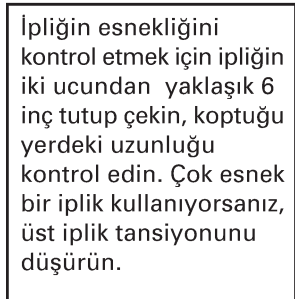 İpliğin esnekliğini
kontrol etmek için ipliğin
iki ucundan yaklaşık 6
inç tutup çekin, koptuğu
yerdeki uzunluğu
kontrol edin. Çok esnek
bir iplik kullanıyorsanız,
üst iplik tansiyonunu
düşürün.